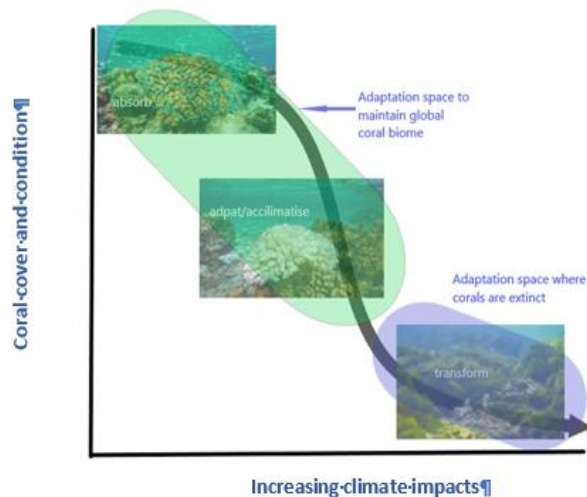 absorb
Adaptation space to
maintain global
coral biome
adpat/accilimatise
Adaptation space where
corals are extinct
transform
Coral·cover·and·condition¶
Increasing·climate·impacts¶